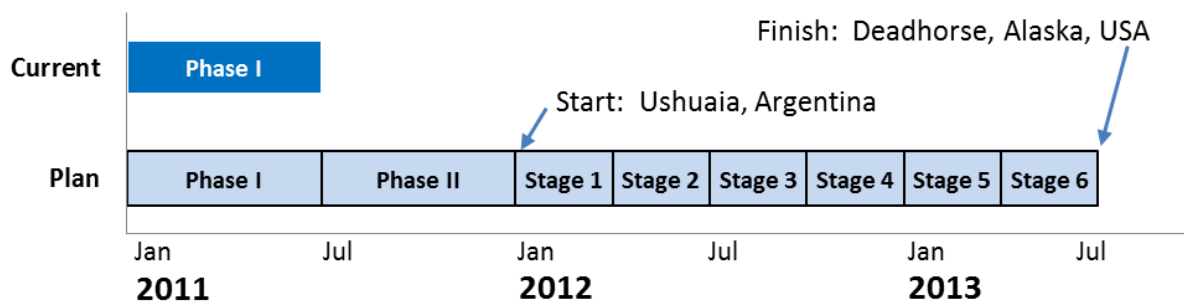 Finish:  Deadhorse, Alaska, USA
Current
Phase I
Start:  Ushuaia, Argentina
Plan
Phase I
Phase II
Stage 1
Stage 2
Stage 3
Stage 4
Stage 5
Stage 6
Jan
Jul
Jan
Jul
Jan
Jul
2011
2012
2013